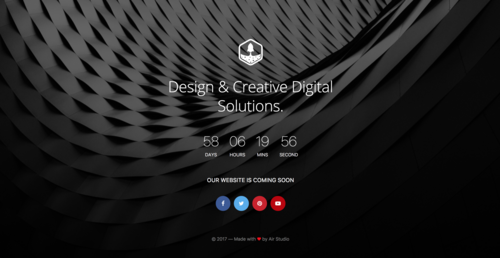 Design & Creative Digital
Solutions.
58 06 19 56
DAYS HOURS MINS SECOND
OUR WEBSITE IS COMING SOON
© 2017 — Made with ❤ by Air Studio